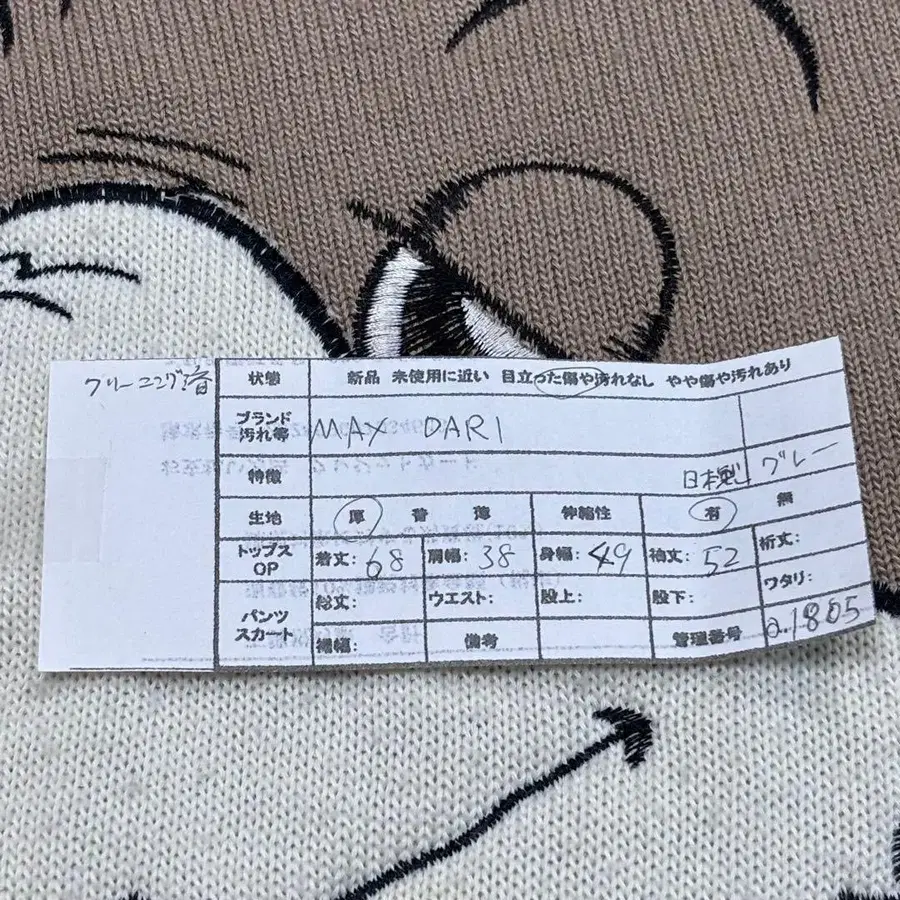 クリーニング済
状態 新品 未使用に近い 目立った傷や汚れなし やや傷や汚れあり
ブランド
汚れ等 MAX DARI
特徴 日本製 グレー
生地 厚 普 薄 伸縮性 有 無
トップス
OP 着丈:68 肩幅:38 身幅:49 袖丈:52 裄丈:
パンツ
スカート 総丈: ウエスト: 股上: 股下: ワタリ:
裾幅: 備考 管理番号 a.1805